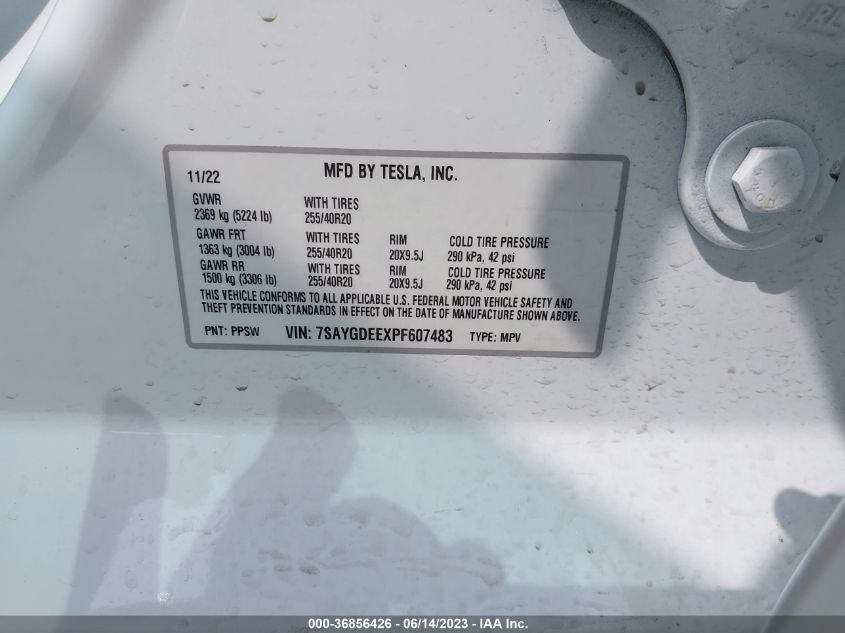 11/22 MFD BY TESLA, INC.
GVWR WITH TIRES
2369 kg (5224 lb) 255/40R20
GAWR FRT WITH TIRES RIM COLD TIRE PRESSURE
1363 kg (3004 lb) 255/40R20 20X9.5J 290 kPa, 42 psi
GAWR RR WITH TIRES RIM COLD TIRE PRESSURE
1500 kg (3306 lb) 255/40R20 20X9.5J 290 kPa, 42 psi
THIS VEHICLE CONFORMS TO ALL APPLICABLE U.S. FEDERAL MOTOR VEHICLE SAFETY AND
THEFT PREVENTION STANDARDS IN EFFECT ON THE DATE OF MANUFACTURE SHOWN ABOVE.
PNT: PPSW VIN: 7SAYGDEEXPF607483 TYPE: MPV
000-36856426 - 06/14/2023 - IAA Inc.